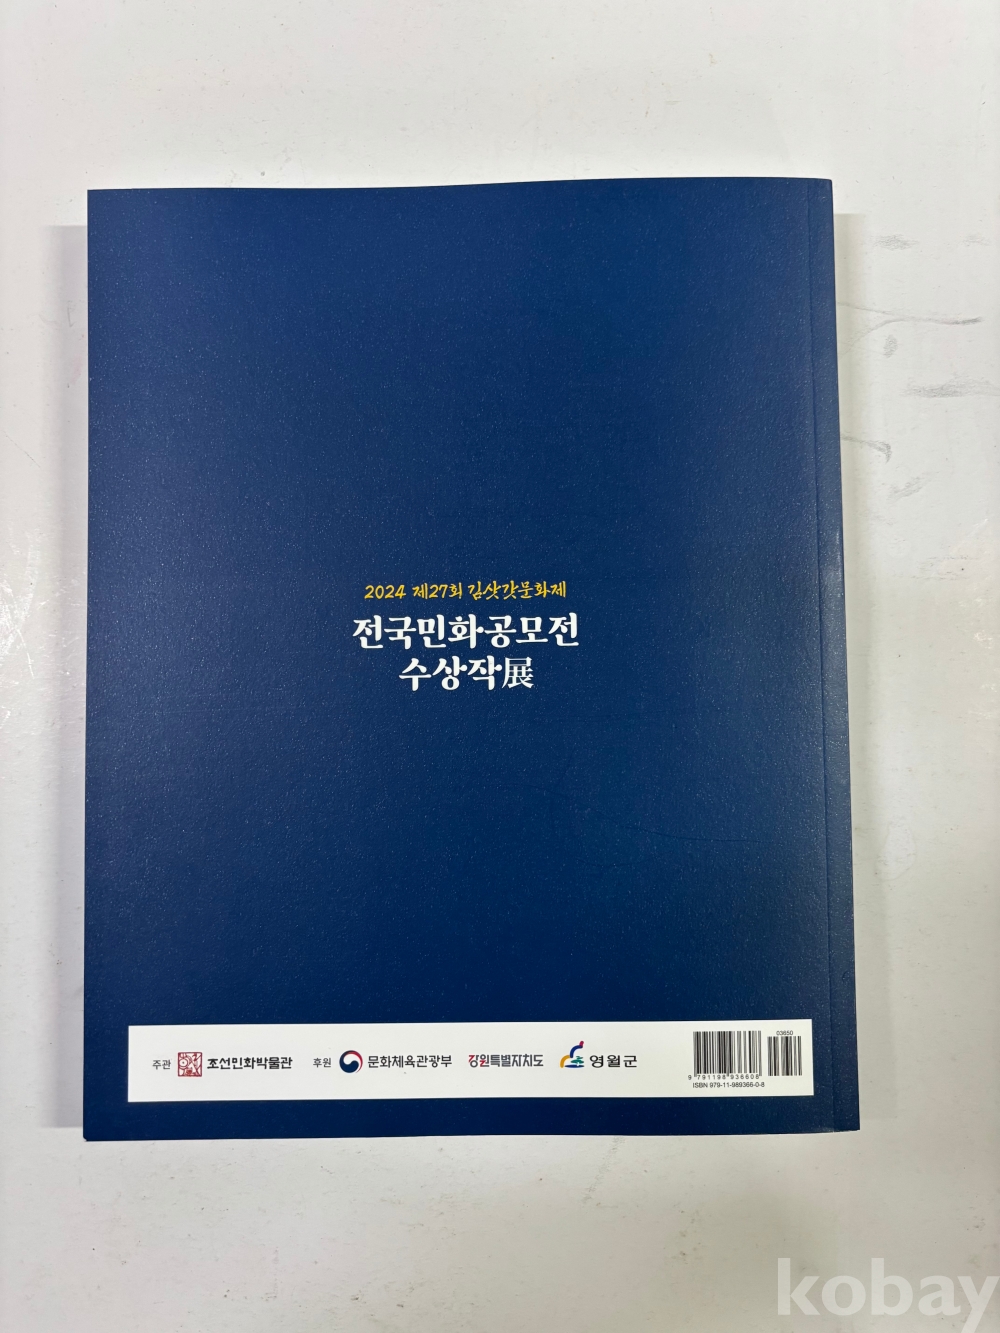 2024 제27회 김삿갓문화제
전국민화공모전
수상작展
주관 조선민화박물관 후원 문화체육관광부 강원특별자치도 영월군
03650
9 791198 936608
ISBN 979-11-989366-0-8
kobay